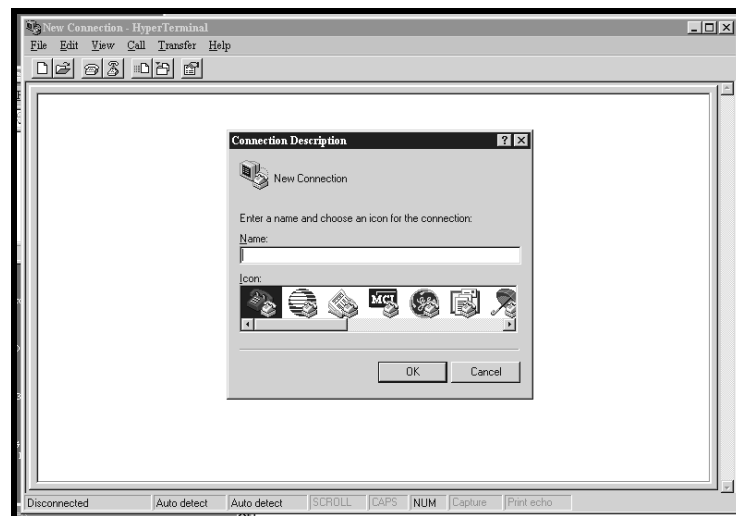 New Connection - HyperTerminal
File Edit View Call Transfer Help
Connection Description
New Connection
Enter a name and choose an icon for the connection:
Name:
Icon:
MCI
OK Cancel
Disconnected Auto detect Auto detect SCROLL CAPS NUM Capture Print echo